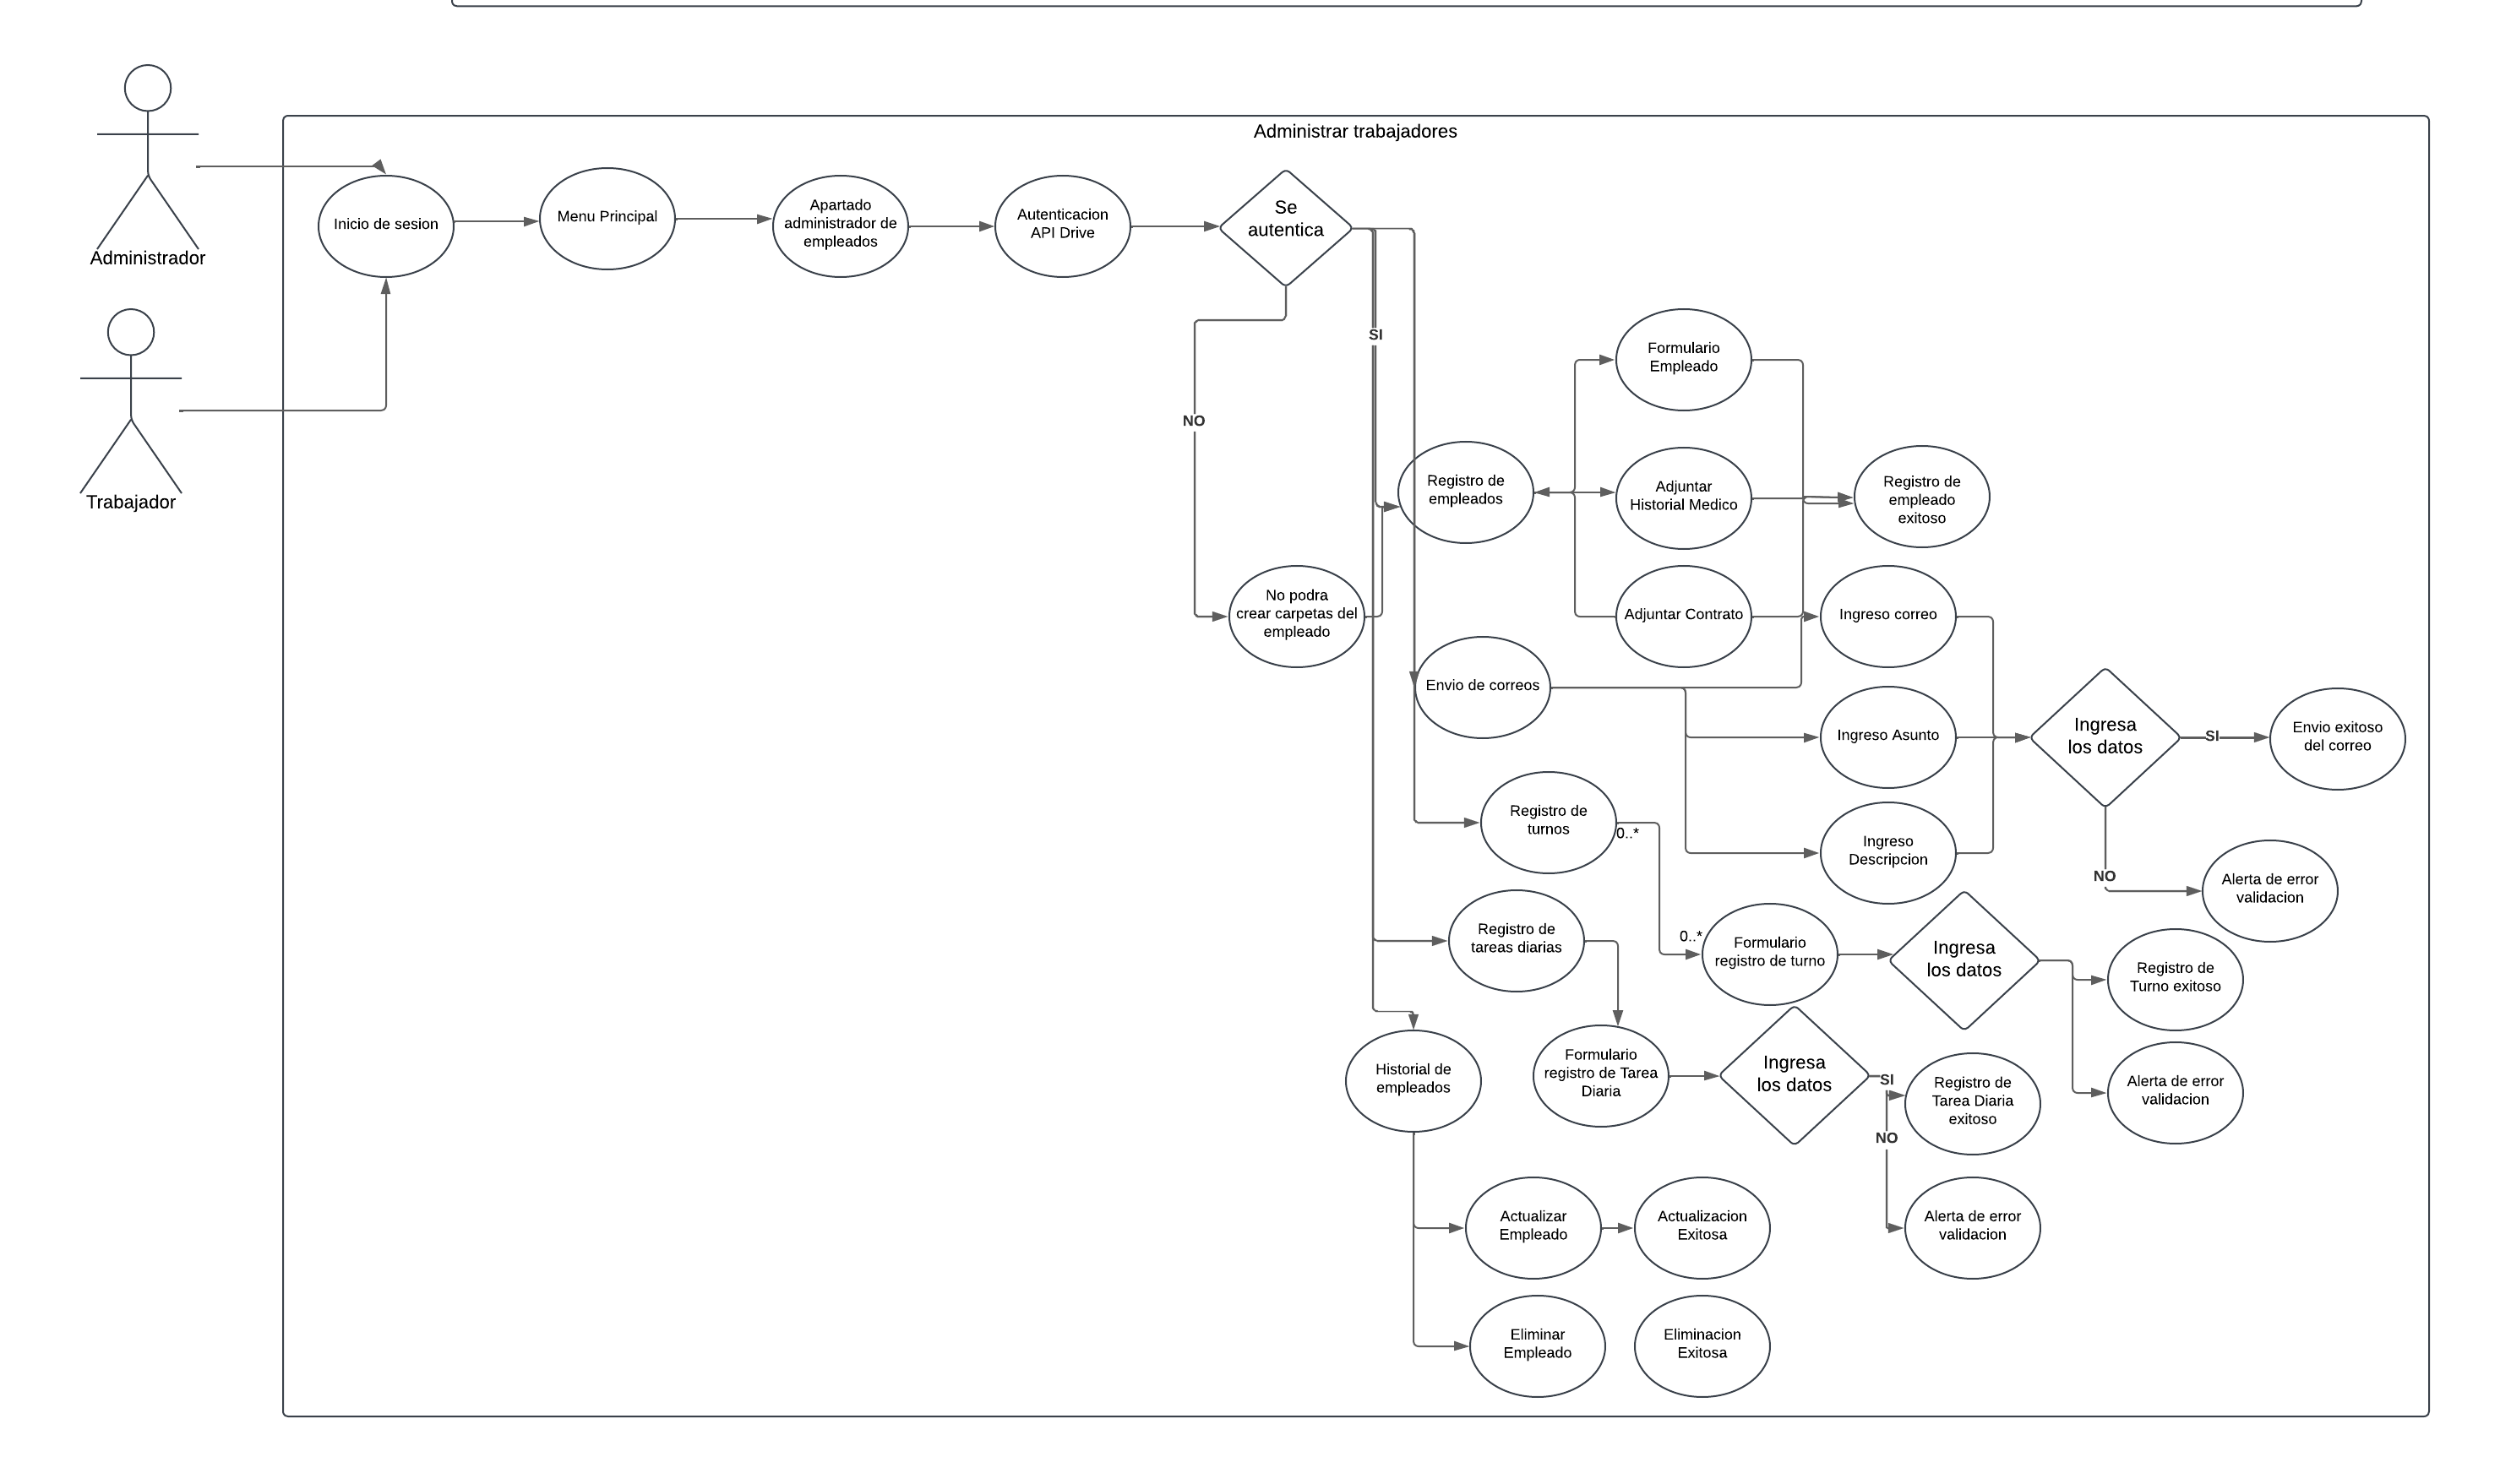 Administrar trabajadores
Administrador
Trabajador
Inicio de sesion
Menu Principal
Apartado
administrador de
empleados
Autenticacion
API Drive
Se
autentica
SI
NO
No podra
crear carpetas del
empleado
Registro de
empleados
Formulario
Empleado
Adjuntar
Historial Medico
Adjuntar Contrato
Registro de
empleado
exitoso
Envio de correos
Ingreso correo
Ingreso Asunto
Ingreso
Descripcion
Ingresa
los datos
SI
Envio exitoso
del correo
NO
Alerta de error
validacion
Registro de
turnos
0..*
0..*
Formulario
registro de turno
Ingresa
los datos
Registro de
Turno exitoso
Alerta de error
validacion
Registro de
tareas diarias
Formulario
registro de Tarea
Diaria
Ingresa
los datos
SI
Registro de
Tarea Diaria
exitoso
NO
Alerta de error
validacion
Historial de
empleados
Actualizar
Empleado
Actualizacion
Exitosa
Eliminar
Empleado
Eliminacion
Exitosa